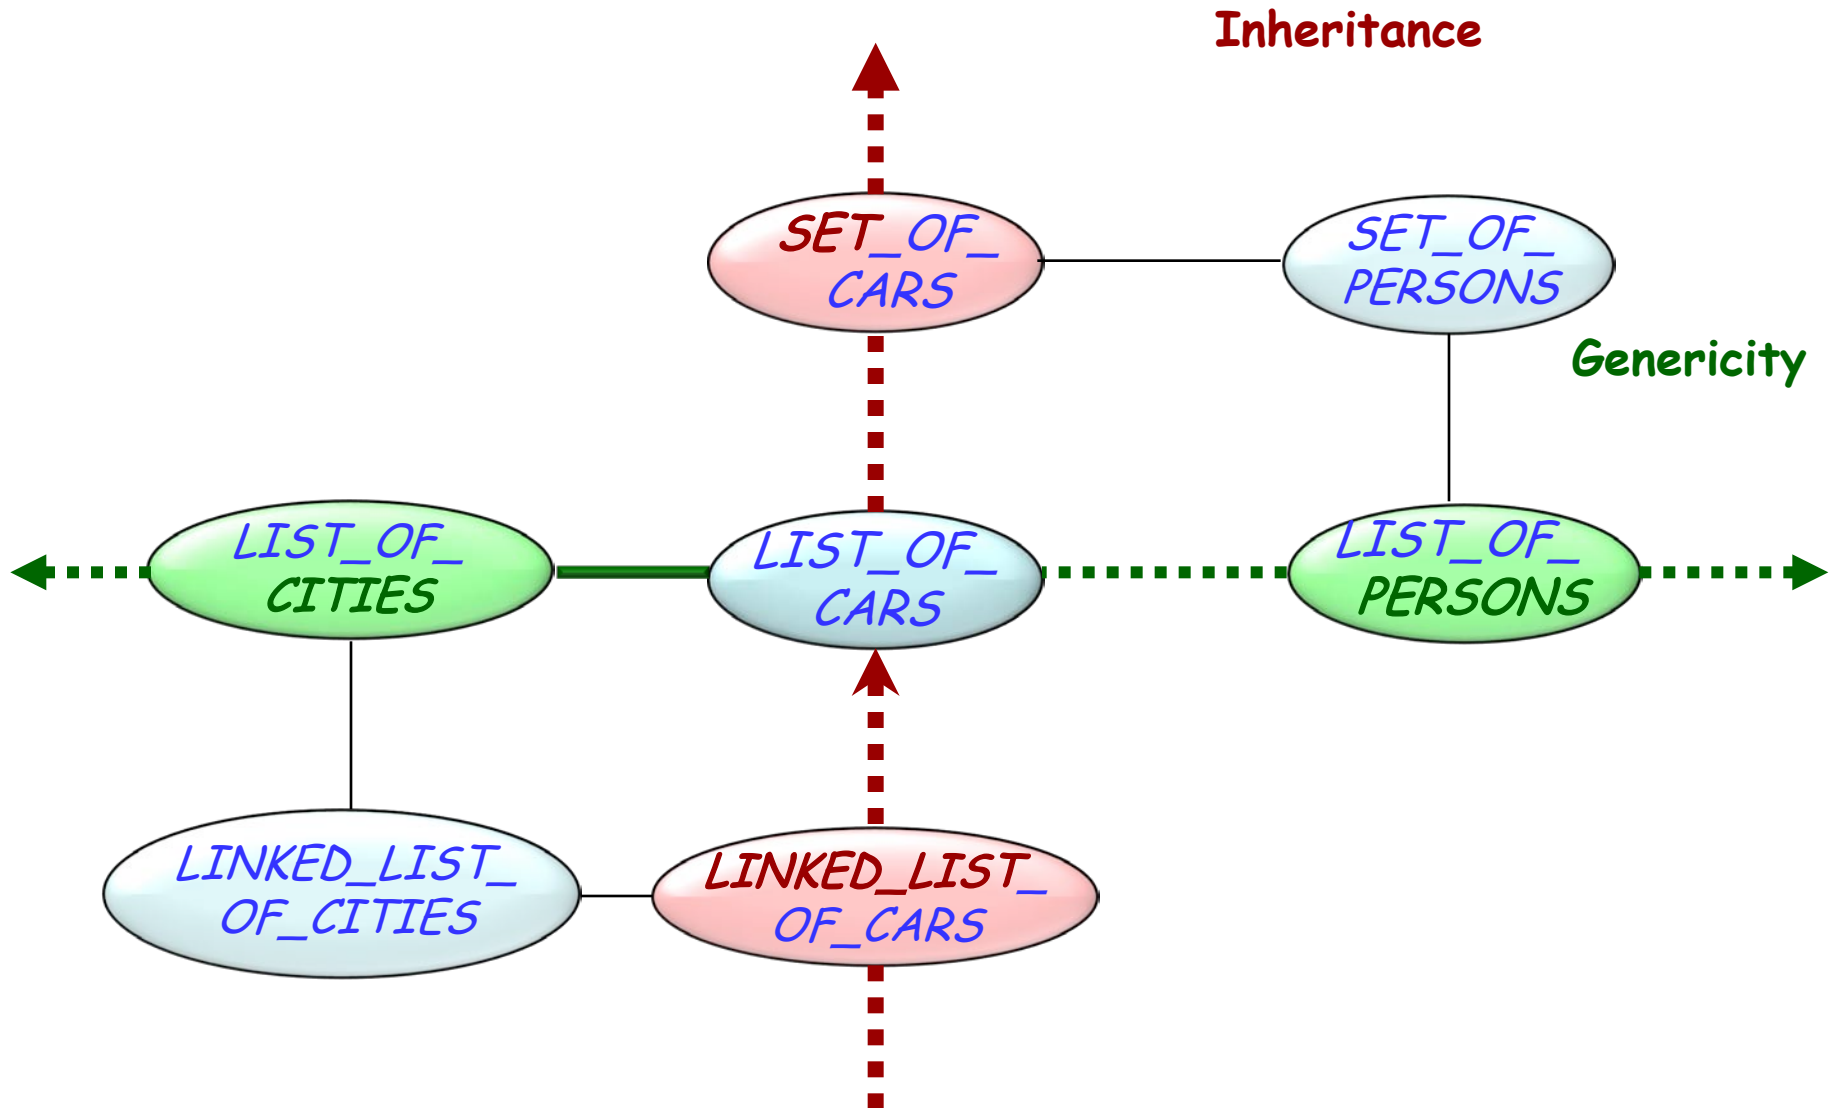 Inheritance
SET_OF_
CARS
SET_OF_
PERSONS
Genericity
LIST_OF_
CITIES
LIST_OF_
CARS
LIST_OF_
PERSONS
LINKED_LIST_
OF_CITIES
LINKED_LIST_
OF_CARS